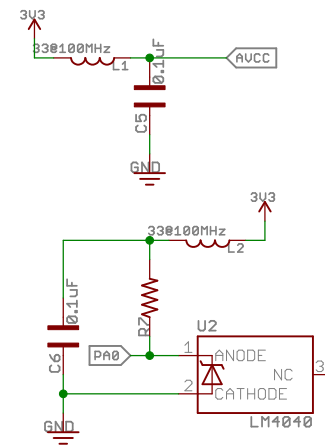 3V3
33@100MHz
L1
0.1uF
AVCC
C5
GND
3V3
33@100MHz
L2
0.1uF
R7
U2
PA0
1
ANODE
NC
3
C6
2
CATHODE
GND
LM4040